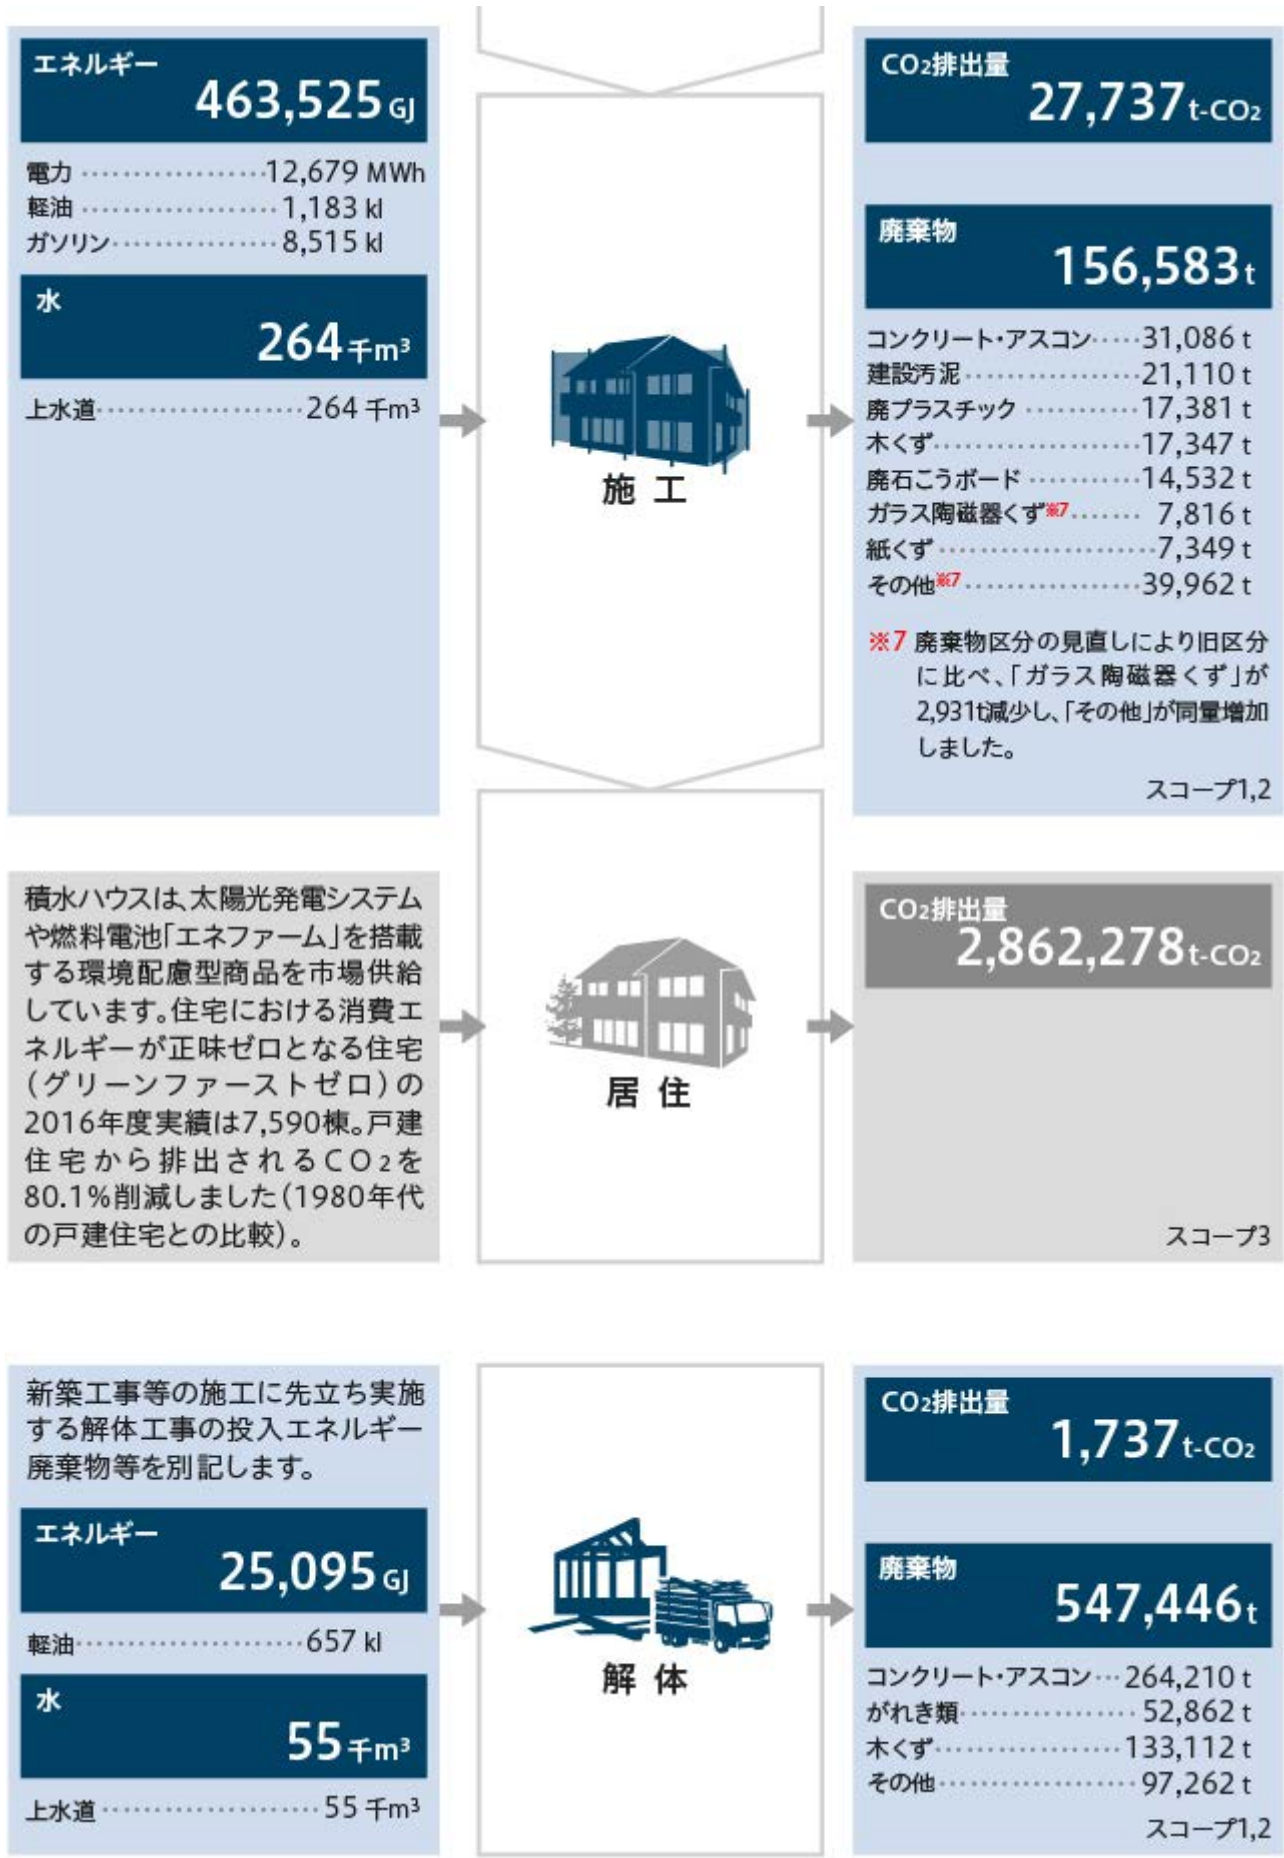 エネルギー
463,525 GJ
電力 ⋯⋯⋯⋯⋯⋯ 12,679 MWh
軽油 ⋯⋯⋯⋯⋯⋯ 1,183 kl
ガソリン ⋯⋯⋯⋯⋯⋯ 8,515 kl
水
264 千m³
上水道 ⋯⋯⋯⋯⋯⋯ 264 千m³
施工
CO₂排出量
27,737 t-CO₂
廃棄物
156,583 t
コンクリート・アスコン ⋯⋯ 31,086 t
建設汚泥 ⋯⋯⋯⋯⋯⋯ 21,110 t
廃プラスチック ⋯⋯⋯⋯ 17,381 t
木くず ⋯⋯⋯⋯⋯⋯ 17,347 t
廃石こうボード ⋯⋯⋯⋯ 14,532 t
ガラス陶磁器くず※7 ⋯⋯ 7,816 t
紙くず ⋯⋯⋯⋯⋯⋯ 7,349 t
その他※7 ⋯⋯⋯⋯⋯⋯ 39,962 t
※7 廃棄物区分の見直しにより旧区分
に比べ、「ガラス陶磁器くず」が
2,931t減少し、「その他」が同量増加
しました。
スコープ1,2
積水ハウスは、太陽光発電システム
や燃料電池「エネファーム」を搭載
する環境配慮型商品を市場供給
しています。住宅における消費エ
ネルギーが正味ゼロとなる住宅
（グリーンファーストゼロ）の
2016年度実績は7,590棟。戸建
住宅から排出されるCO₂を
80.1%削減しました（1980年代
の戸建住宅との比較）。
居住
CO₂排出量
2,862,278 t-CO₂
スコープ3
新築工事等の施工に先立ち実施
する解体工事の投入エネルギー
廃棄物等を別記します。
エネルギー
25,095 GJ
軽油 ⋯⋯⋯⋯⋯⋯ 657 kl
水
55 千m³
上水道 ⋯⋯⋯⋯⋯⋯ 55 千m³
解体
CO₂排出量
1,737 t-CO₂
廃棄物
547,446 t
コンクリート・アスコン ⋯ 264,210 t
がれき類 ⋯⋯⋯⋯⋯⋯ 52,862 t
木くず ⋯⋯⋯⋯⋯⋯ 133,112 t
その他 ⋯⋯⋯⋯⋯⋯ 97,262 t
スコープ1,2